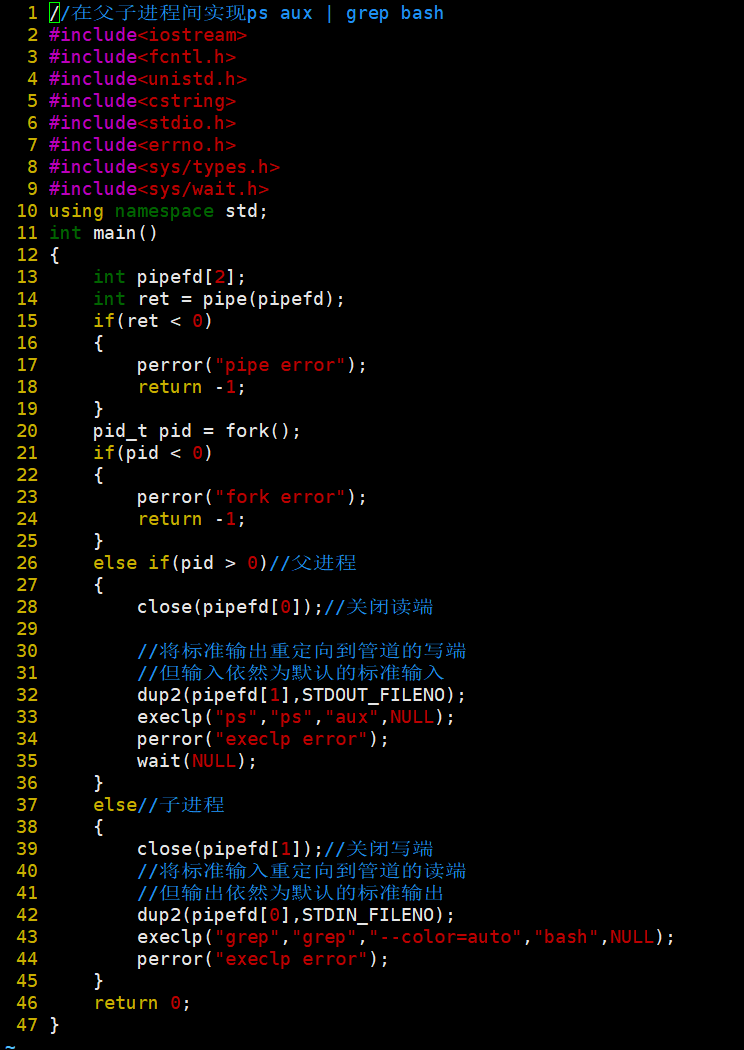 1 //在父子进程间实现ps aux | grep bash
2 #include<iostream>
3 #include<fcntl.h>
4 #include<unistd.h>
5 #include<cstring>
6 #include<stdio.h>
7 #include<errno.h>
8 #include<sys/types.h>
9 #include<sys/wait.h>
10 using namespace std;
11 int main()
12 {
13     int pipefd[2];
14     int ret = pipe(pipefd);
15     if(ret < 0)
16     {
17         perror("pipe error");
18         return -1;
19     }
20     pid_t pid = fork();
21     if(pid < 0)
22     {
23         perror("fork error");
24         return -1;
25     }
26     else if(pid > 0)//父进程
27     {
28         close(pipefd[0]);//关闭读端
29
30         //将标准输出重定向到管道的写端
31         //但输入依然为默认的标准输入
32         dup2(pipefd[1],STDOUT_FILENO);
33         execlp("ps","ps","aux",NULL);
34         perror("execlp error");
35         wait(NULL);
36     }
37     else//子进程
38     {
39         close(pipefd[1]);//关闭写端
40         //将标准输入重定向到管道的读端
41         //但输出依然为默认的标准输出
42         dup2(pipefd[0],STDIN_FILENO);
43         execlp("grep","grep","--color=auto","bash",NULL);
44         perror("execlp error");
45     }
46     return 0;
47 }
~